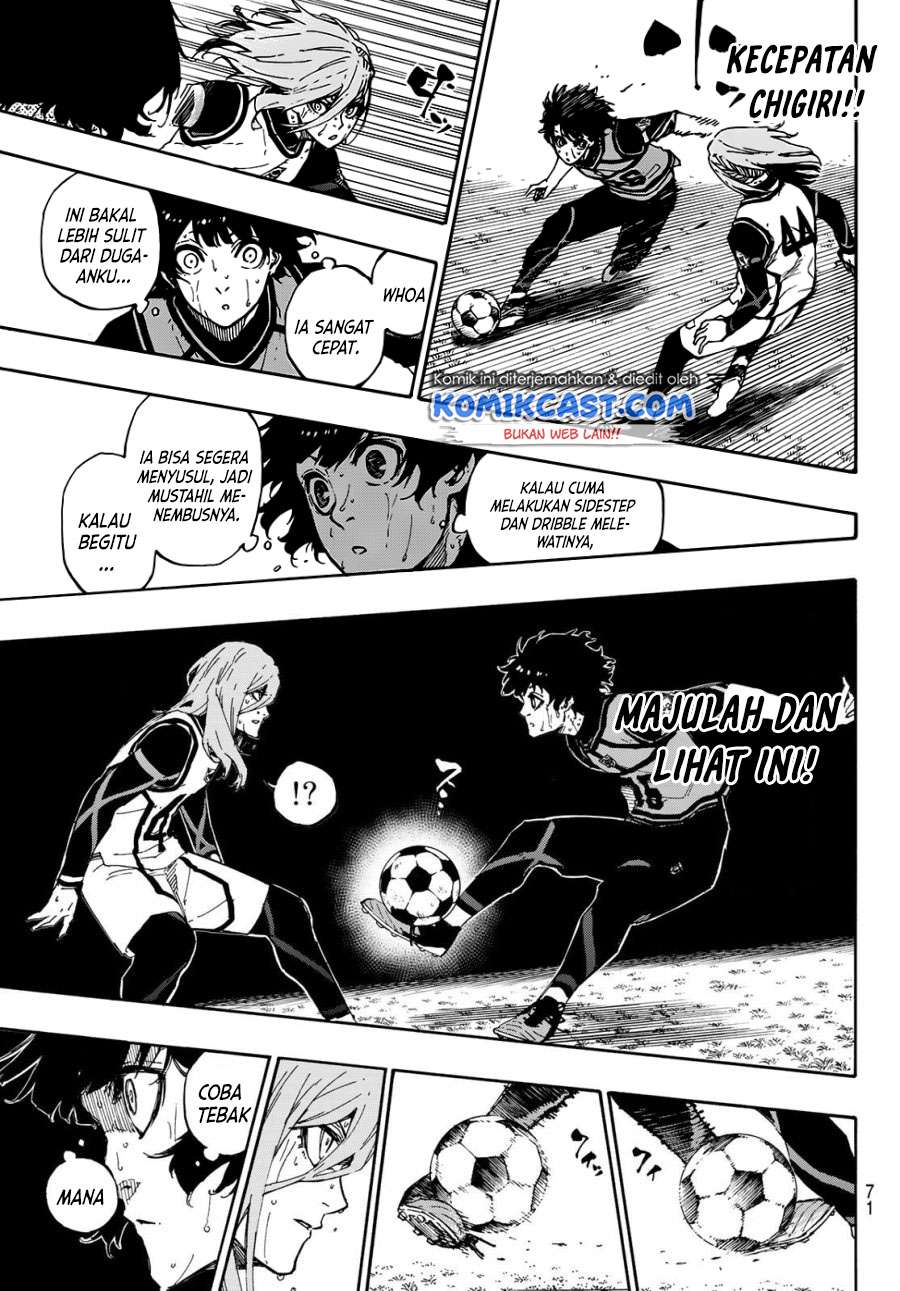 KECEPATAN
CHIGIRI!!
WHOA
IA SANGAT
CEPAT.
INI BAKAL
LEBIH SULIT
DARI DUGA-
ANKU...
Komik ini diterjemahkan & diedit oleh
KOMIKCAST.COM
BUKAN WEB LAIN!!
KALAU CUMA
MELAKUKAN SIDESTEP
DAN DRIBBLE MELE-
WATINYA,
IA BISA SEGERA
MENYUSUL, JADI
MUSTAHIL ME-
NEMBUSNYA.
KALAU
BEGITU
...
MAJULAH DAN
LIHAT INI!
!?
COBA
TEBAK
MANA
71